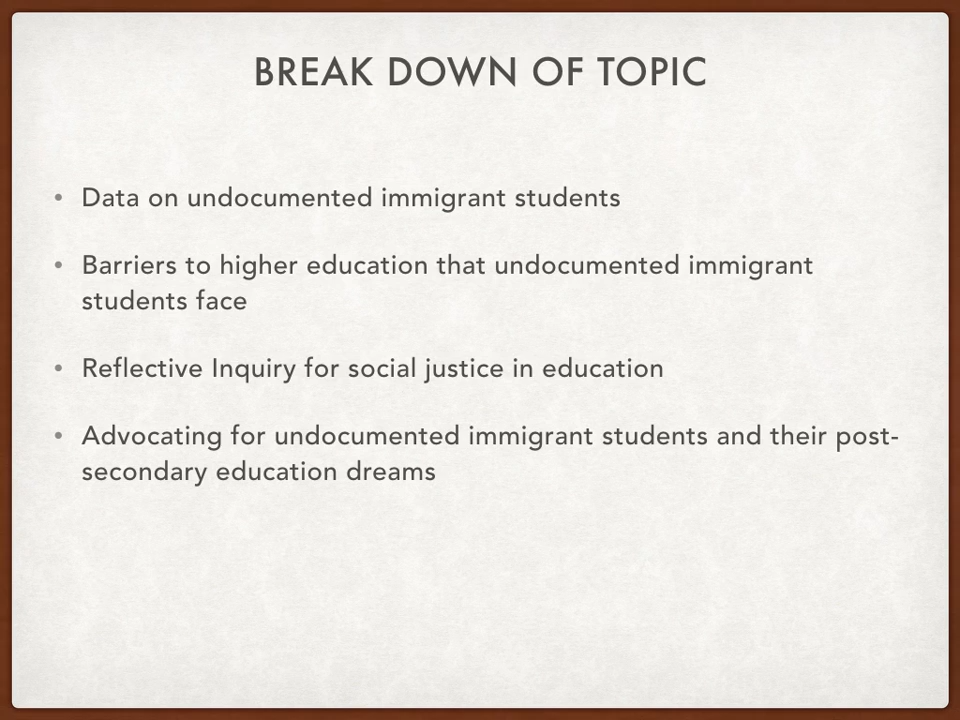 BREAK DOWN OF TOPIC
• Data on undocumented immigrant students
• Barriers to higher education that undocumented immigrant
students face
• Reflective Inquiry for social justice in education
• Advocating for undocumented immigrant students and their post-
secondary education dreams